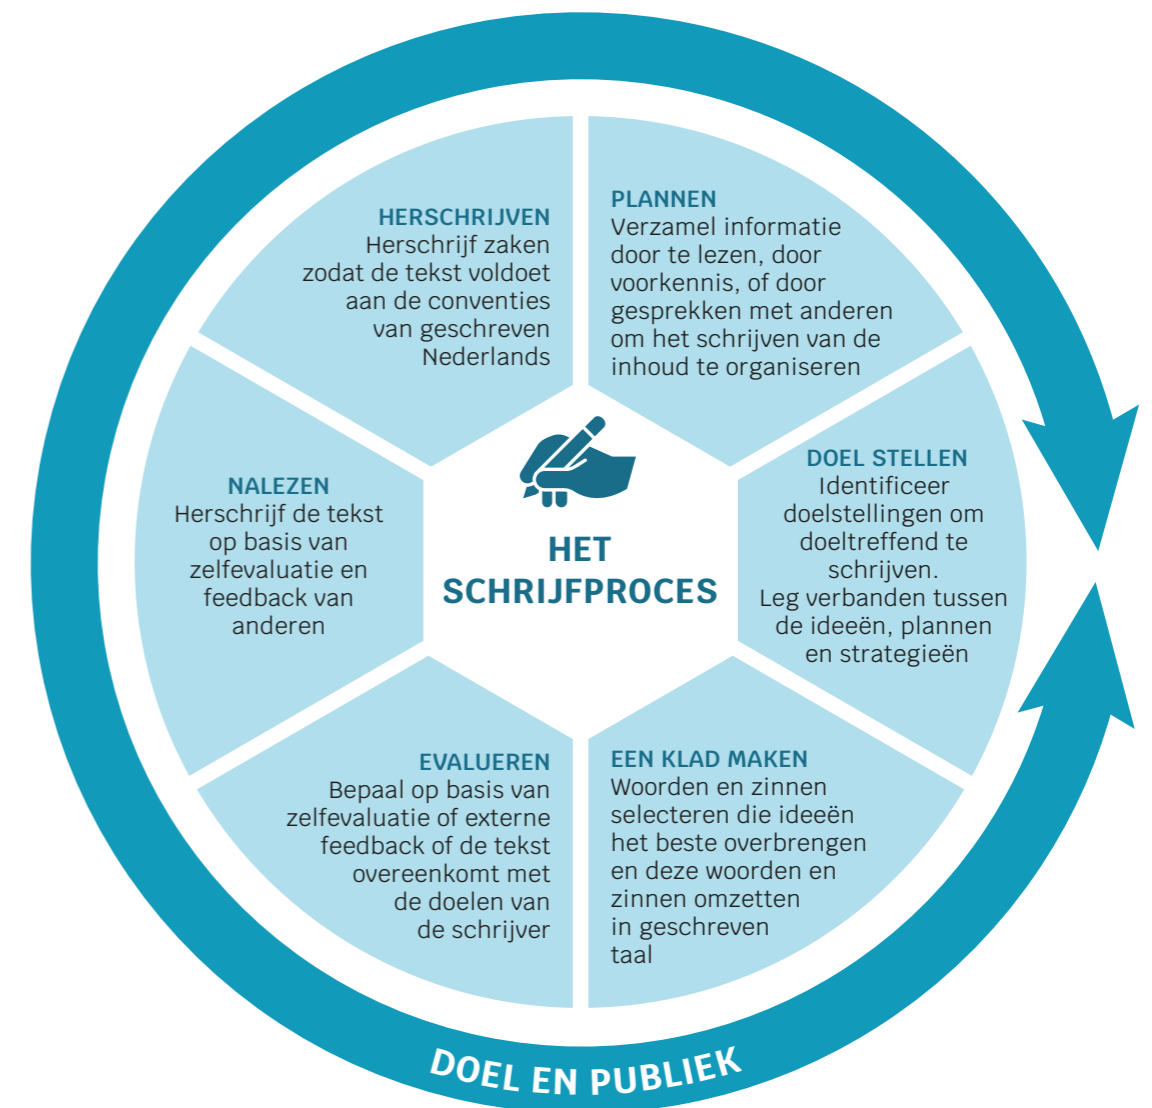 HET
SCHRIJFPROCES
PLANNEN
Verzamel informatie
door te lezen, door
voorkennis, of door
gesprekken met anderen
om het schrijven van de
inhoud te organiseren
DOEL STELLEN
Identificeer
doelstellingen om
doeltreffend te
schrijven.
Leg verbanden tussen
de ideeën, plannen
en strategieën
EEN KLAD MAKEN
Woorden en zinnen
selecteren die ideeën
het beste overbrengen
en deze woorden en
zinnen omzetten
in geschreven
taal
EVALUEREN
Bepaal op basis van
zelfevaluatie of externe
feedback of de tekst
overeenkomt met
de doelen van
de schrijver
NALEZEN
Herschrijf de tekst
op basis van
zelfevaluatie en
feedback van
anderen
HERSCHRIJVEN
Herschrijf zaken
zodat de tekst voldoet
aan de conventies
van geschreven
Nederlands
DOEL EN PUBLIEK